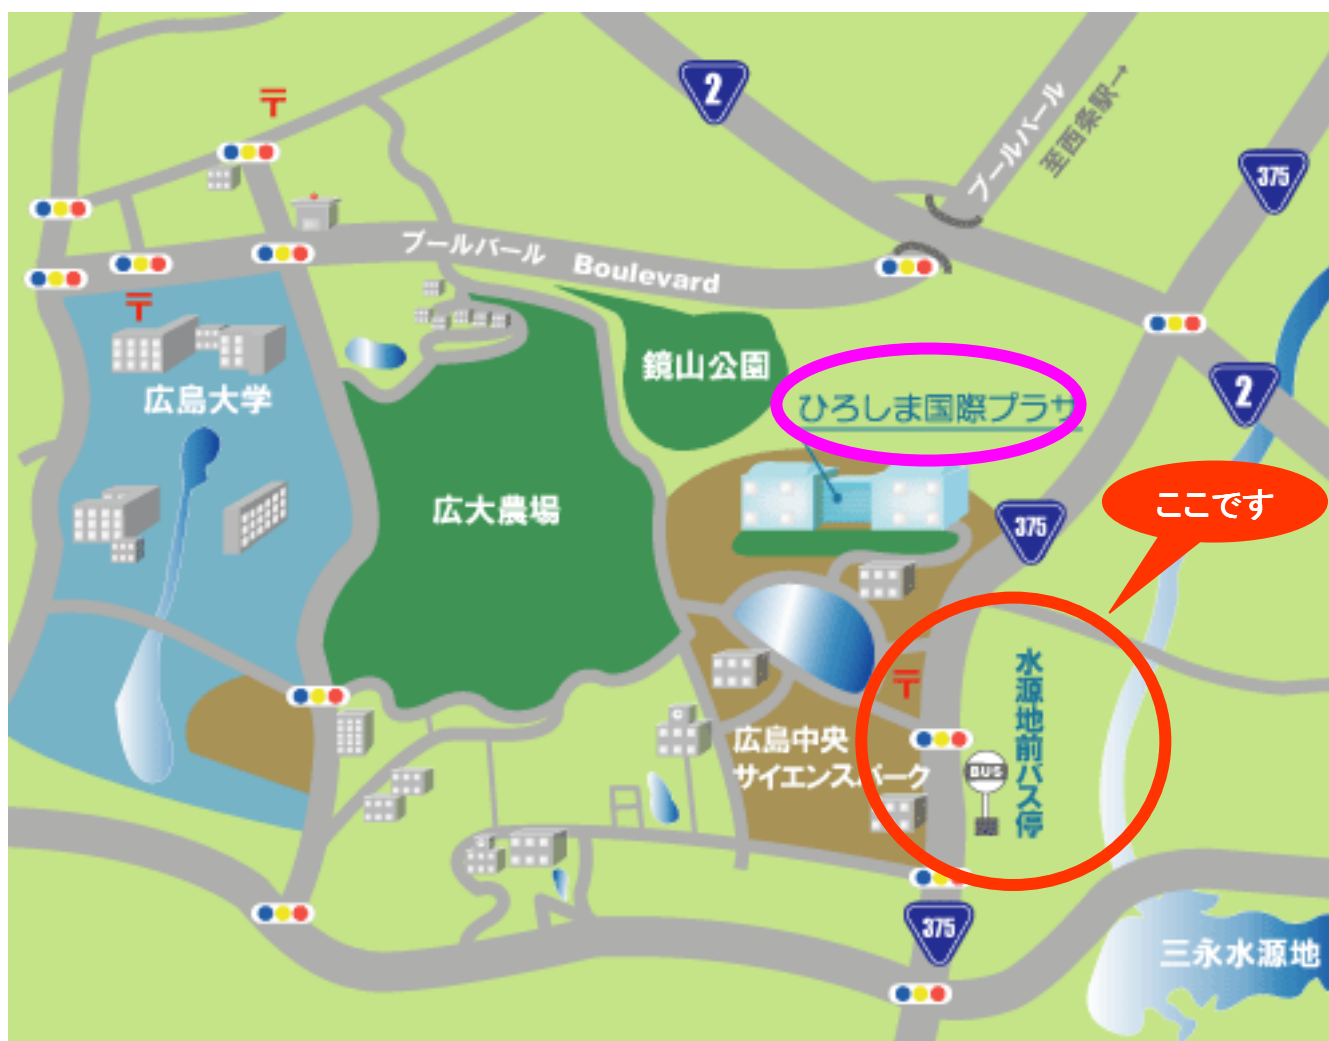 2
ブールバール
至西条駅→
375
ブールバール Boulevard
鏡山公園
2
広島大学
ひろしま国際プラザ
ここです
広大農場
375
水源地前バス停
広島中央
サイエンスパーク
BUS
375
三永水源地